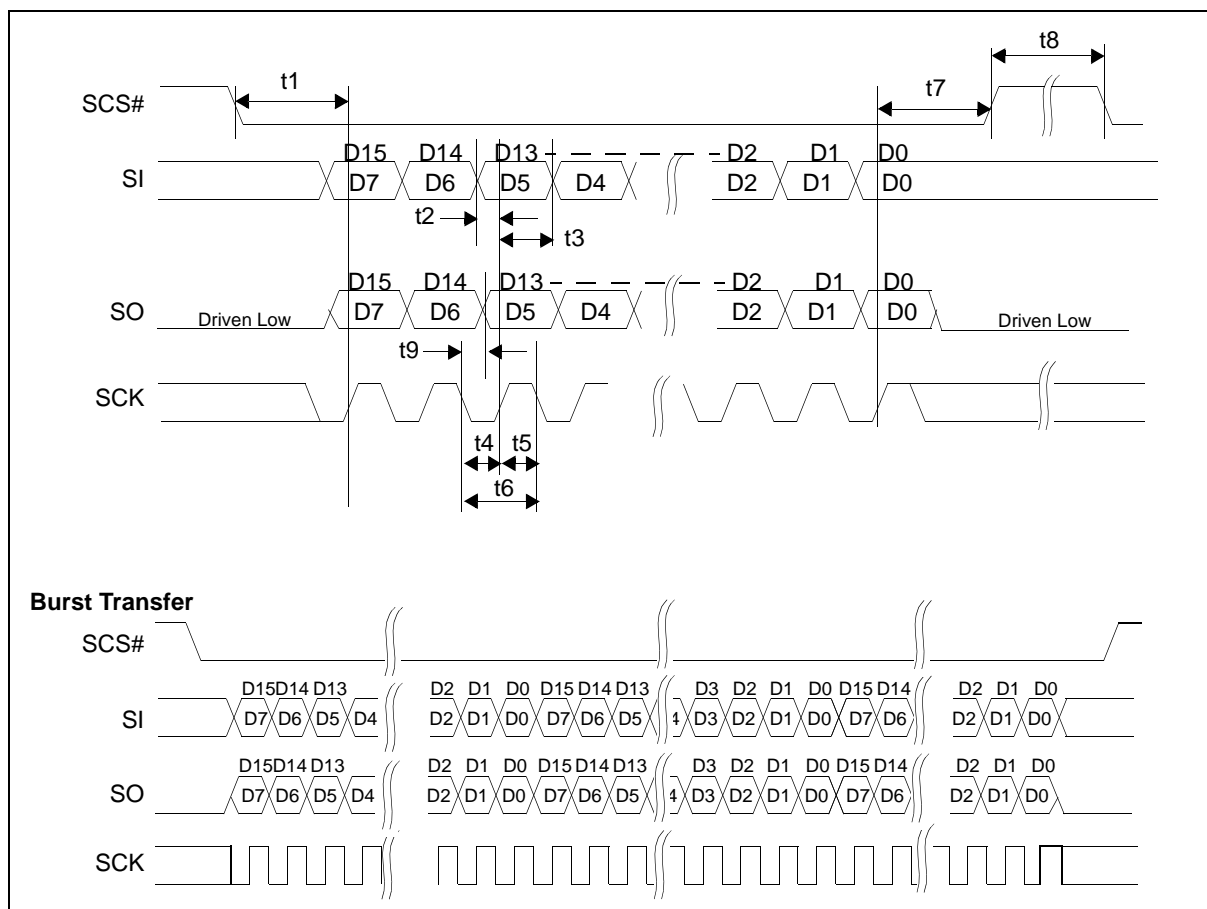 t8
t1
t7
SCS#
D15 D14 D13 D2 D1 D0
SI D7 D6 D5 D4 D2 D1 D0
t2
t3
D15 D14 D13 D2 D1 D0
SO Driven Low D7 D6 D5 D4 D2 D1 D0 Driven Low
t9
SCK
t4 t5
t6
Burst Transfer
SCS#
D15 D14 D13 D2 D1 D0 D15 D14 D13 D3 D2 D1 D0 D15 D14 D2 D1 D0
SI D7 D6 D5 D4 D2 D1 D0 D7 D6 D5 4 D3 D2 D1 D0 D7 D6 D2 D1 D0
D15 D14 D13 D2 D1 D0 D15 D14 D13 D3 D2 D1 D0 D15 D14 D2 D1 D0
SO D7 D6 D5 D4 D2 D1 D0 D7 D6 D5 4 D3 D2 D1 D0 D7 D6 D2 D1 D0
SCK